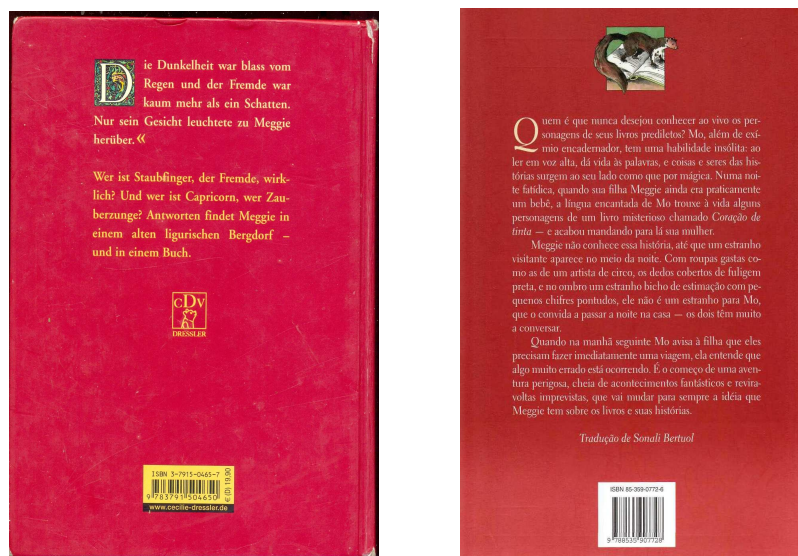 Die Dunkelheit war blass vom
Regen und der Fremde war
kaum mehr als ein Schatten.
Nur sein Gesicht leuchtete zu Meggie
herüber.«
Wer ist Staubfinger, der Fremde, wirk-
lich? Und wer ist Capricorn, wer Zau-
berzunge? Antworten findet Meggie in
einem alten ligurischen Bergdorf –
und in einem Buch.
CDV
DRESSLER
ISBN 3-7915-0465-7
9 783791 504650
€ (D) 19,90
www.cecilie-dressler.de
Quem é que nunca desejou conhecer ao vivo os per-
sonagens de seus livros prediletos? Mo, além de exí-
mio encadernador, tem uma habilidade insólita: ao
ler em voz alta, dá vida às palavras, e coisas e seres das his-
tórias surgem ao seu lado como que por mágica. Numa noi-
te fatídica, quando sua filha Meggie ainda era praticamente
um bebê, a língua encantada de Mo trouxe à vida alguns
personagens de um livro misterioso chamado Coração de
tinta — e acabou mandando para lá sua mulher.
Meggie não conhece essa história, até que um estranho
visitante aparece no meio da noite. Com roupas gastas co-
mo as de um artista de circo, os dedos cobertos de fuligem
preta, e no ombro um estranho bicho de estimação com pe-
quenos chifres pontudos, ele não é um estranho para Mo,
que o convida a passar a noite na casa — os dois têm muito
a conversar.
Quando na manhã seguinte Mo avisa à filha que eles
precisam fazer imediatamente uma viagem, ela entende que
algo muito errado está ocorrendo. É o começo de uma aven-
tura perigosa, cheia de acontecimentos fantásticos e revira-
voltas imprevistas, que vai mudar para sempre a idéia que
Meggie tem sobre os livros e suas histórias.
Tradução de Sonali Bertuol
ISBN 85-359-0772-6
9 788535 907728